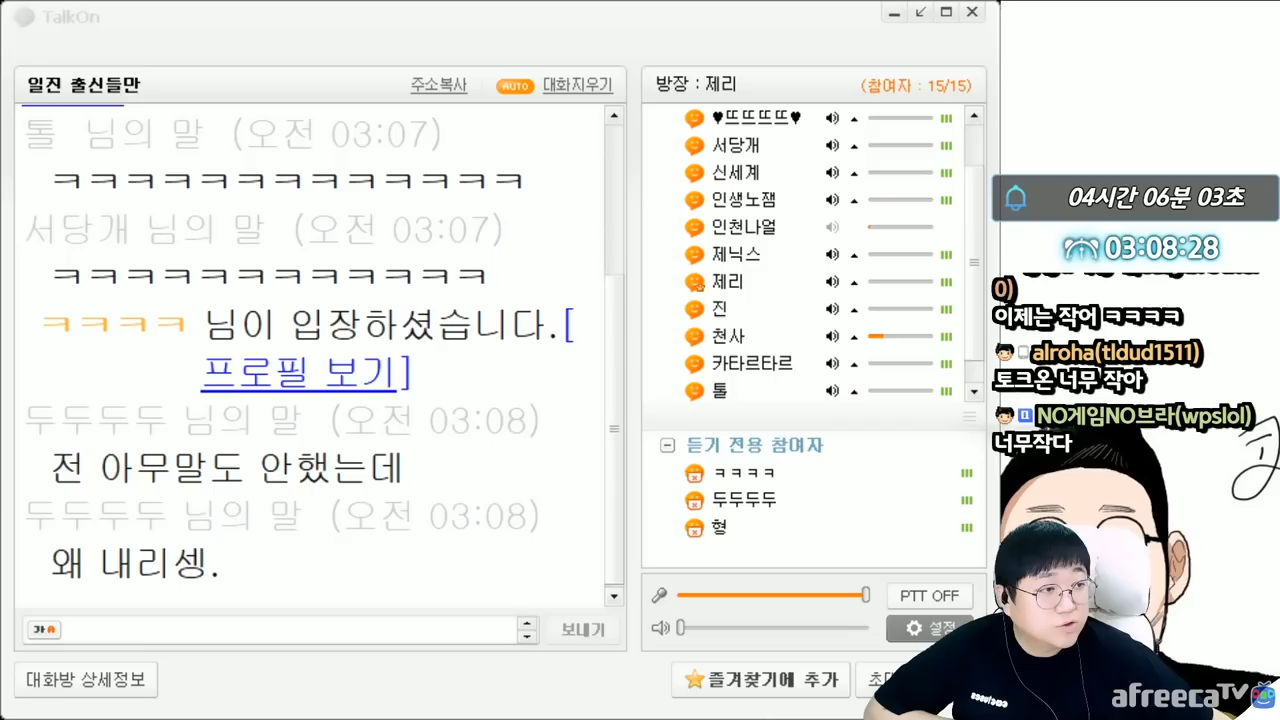 TalkOn
일진 출신들만
주소복사
AUTO
대화지우기
톨 님의 말 (오전 03:07)
ㅋㅋㅋㅋㅋㅋㅋㅋㅋㅋㅋㅋㅋ
서당개 님의 말 (오전 03:07)
ㅋㅋㅋㅋㅋㅋㅋㅋㅋㅋㅋㅋ
ㅋㅋㅋㅋ 님이 입장하셨습니다.[
프로필 보기]
두두두두 님의 말 (오전 03:08)
전 아무말도 안했는데
두두두두 님의 말 (오전 03:08)
왜 내리셍.
가A
보내기
대화방 상세정보
방장 : 제리
(참여자 : 15/15)
♥뜨뜨뜨뜨♥
서당개
신세계
인생노잼
인천나얼
제닉스
제리
진
천사
카타르타르
톨
듣기 전용 참여자
ㅋㅋㅋㅋ
두두두두
형
PTT OFF
설정
즐겨찾기에 추가
04시간 06분 03초
03:08:28
0)
이제는 작어 ㅋㅋㅋㅋ
alroha(tldud1511)
토크온 너무 작아
NO게임NO브라(wpslol)
너무작다
afreecaTV